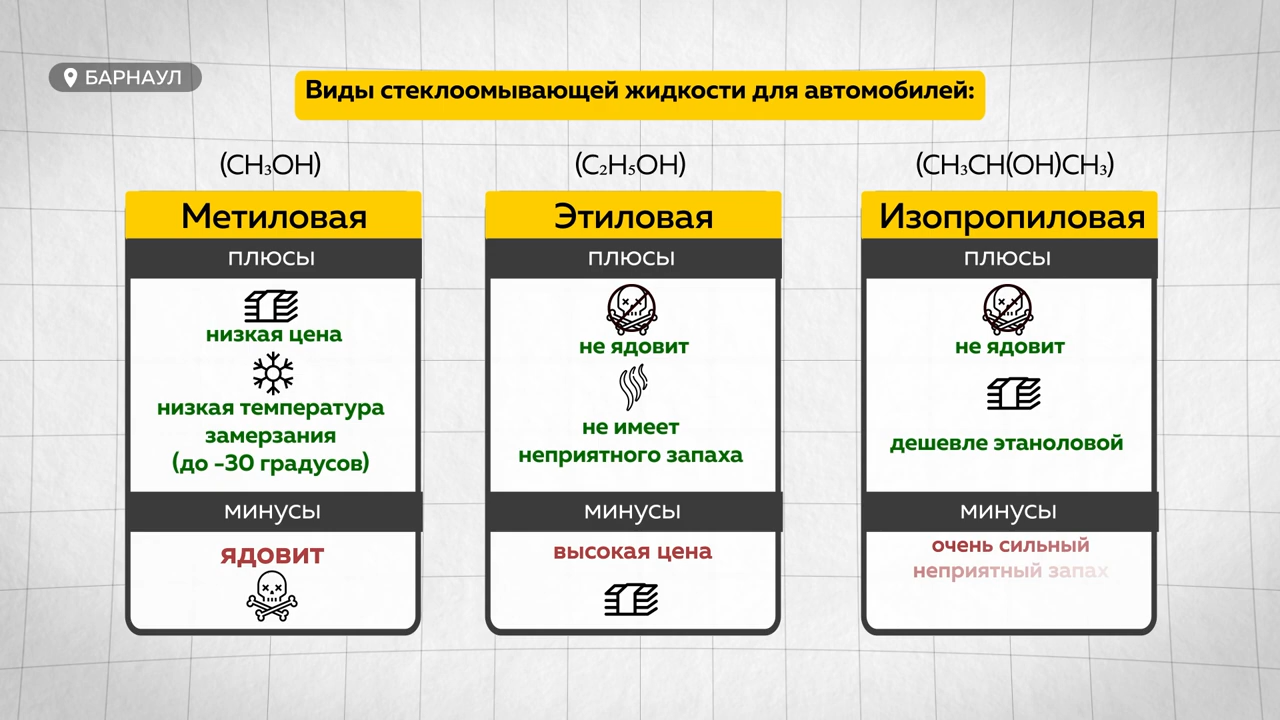 БАРНАУЛ
Виды стеклоомывающей жидкости для автомобилей:
(CH₃OH)
Метиловая
плюсы
низкая цена
низкая температура
замерзания
(до -30 градусов)
минусы
ядовит
(C₂H₅OH)
Этиловая
плюсы
не ядовит
не имеет
неприятного запаха
минусы
высокая цена
(CH₃CH(OH)CH₃)
Изопропиловая
плюсы
не ядовит
дешевле этаноловой
минусы
очень сильный
неприятный запах